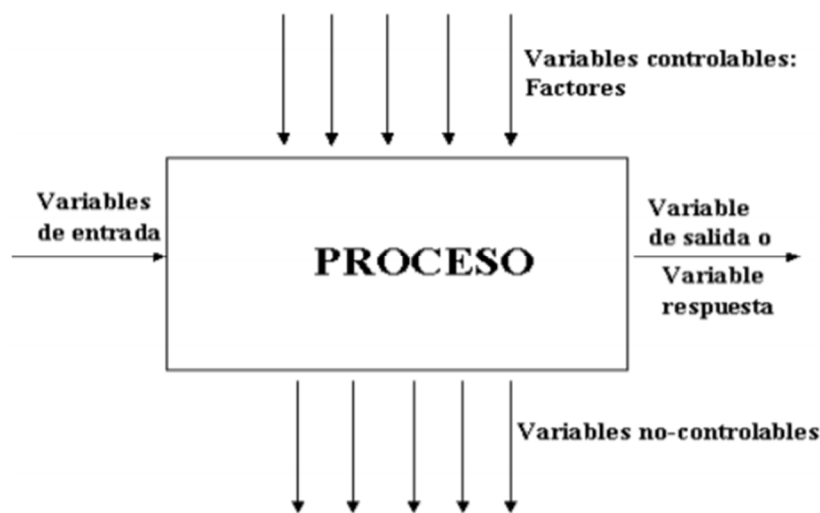 Variables controlables:
Factores
Variables
de entrada
PROCESO
Variable
de salida o
Variable
respuesta
Variables no-controlables